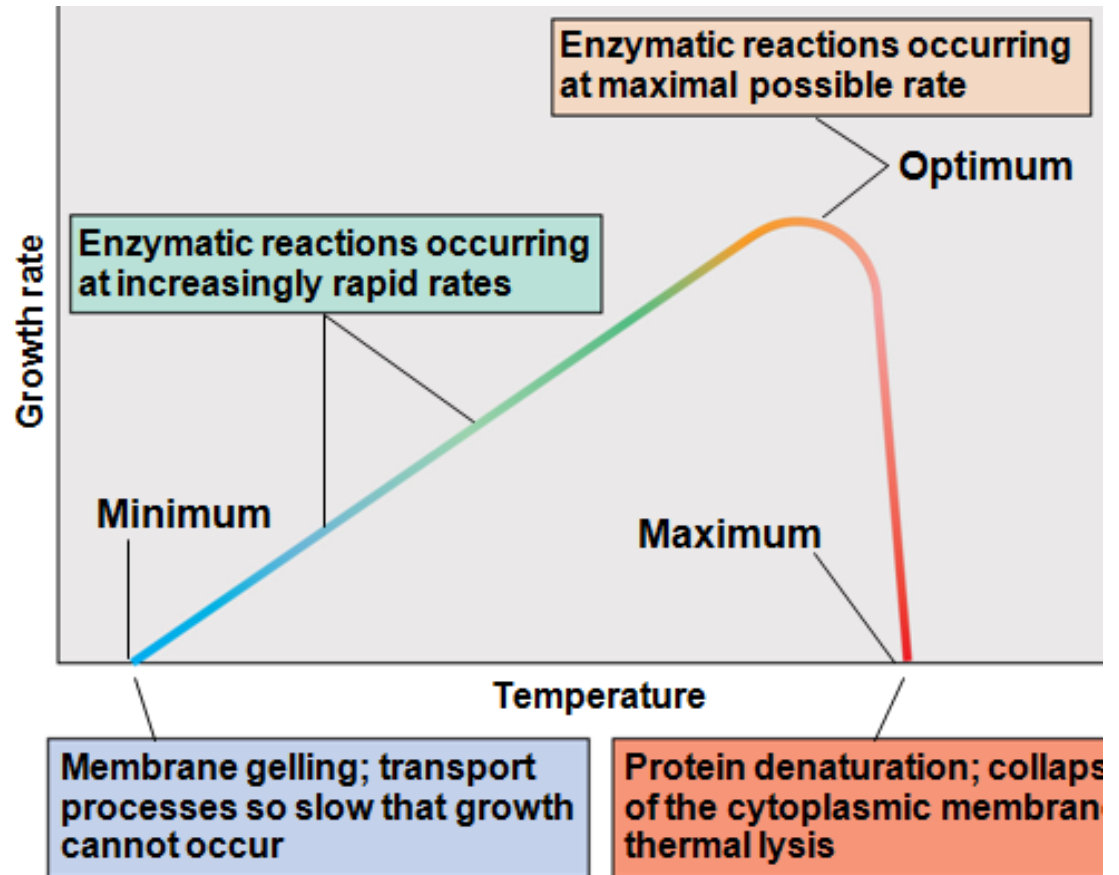 Enzymatic reactions occurring
at maximal possible rate
Optimum
Enzymatic reactions occurring
at increasingly rapid rates
Growth rate
Minimum
Maximum
Temperature
Membrane gelling; transport
processes so slow that growth
cannot occur
Protein denaturation; collaps
of the cytoplasmic membran
thermal lysis